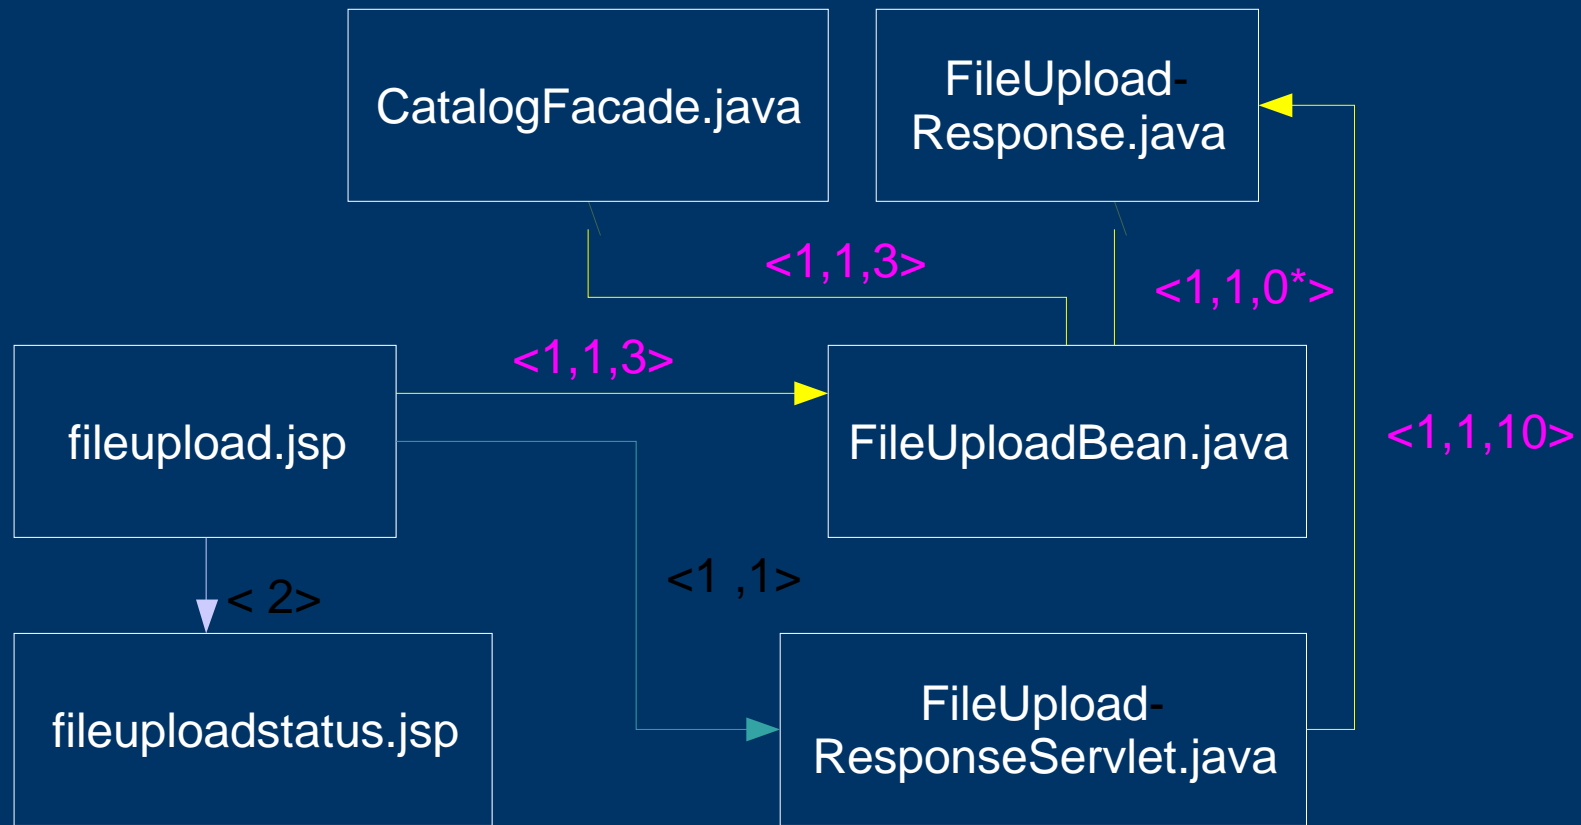 CatalogFacade.java
FileUpload-
Response.java
<1,1,3>
<1,1,0*>
<1,1,3>
fileupload.jsp
FileUploadBean.java
<1,1,10>
<1 ,1>
< 2>
fileuploadstatus.jsp
FileUpload-
ResponseServlet.java